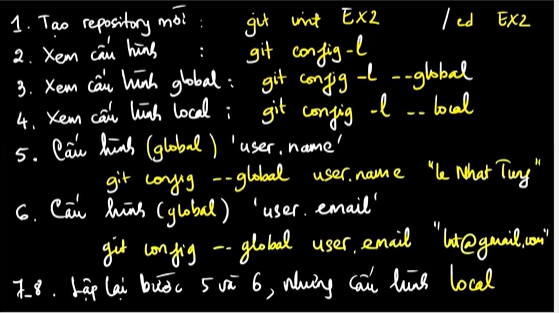 1. Tạo repository mới : git init EX2 / cd EX2
2. Xem cấu hình : git config -l
3. Xem cấu hình global : git config -l --global
4. Xem cấu hình local : git config -l --local
5. Cấu hình (global) 'user.name'
git config --global user.name "Le Nhat Tung"
6. Cấu hình (global) 'user.email'
git config --global user.email "lnt@gmail.com"
7_8. Lặp lại bước 5 và 6, nhưng cấu hình local